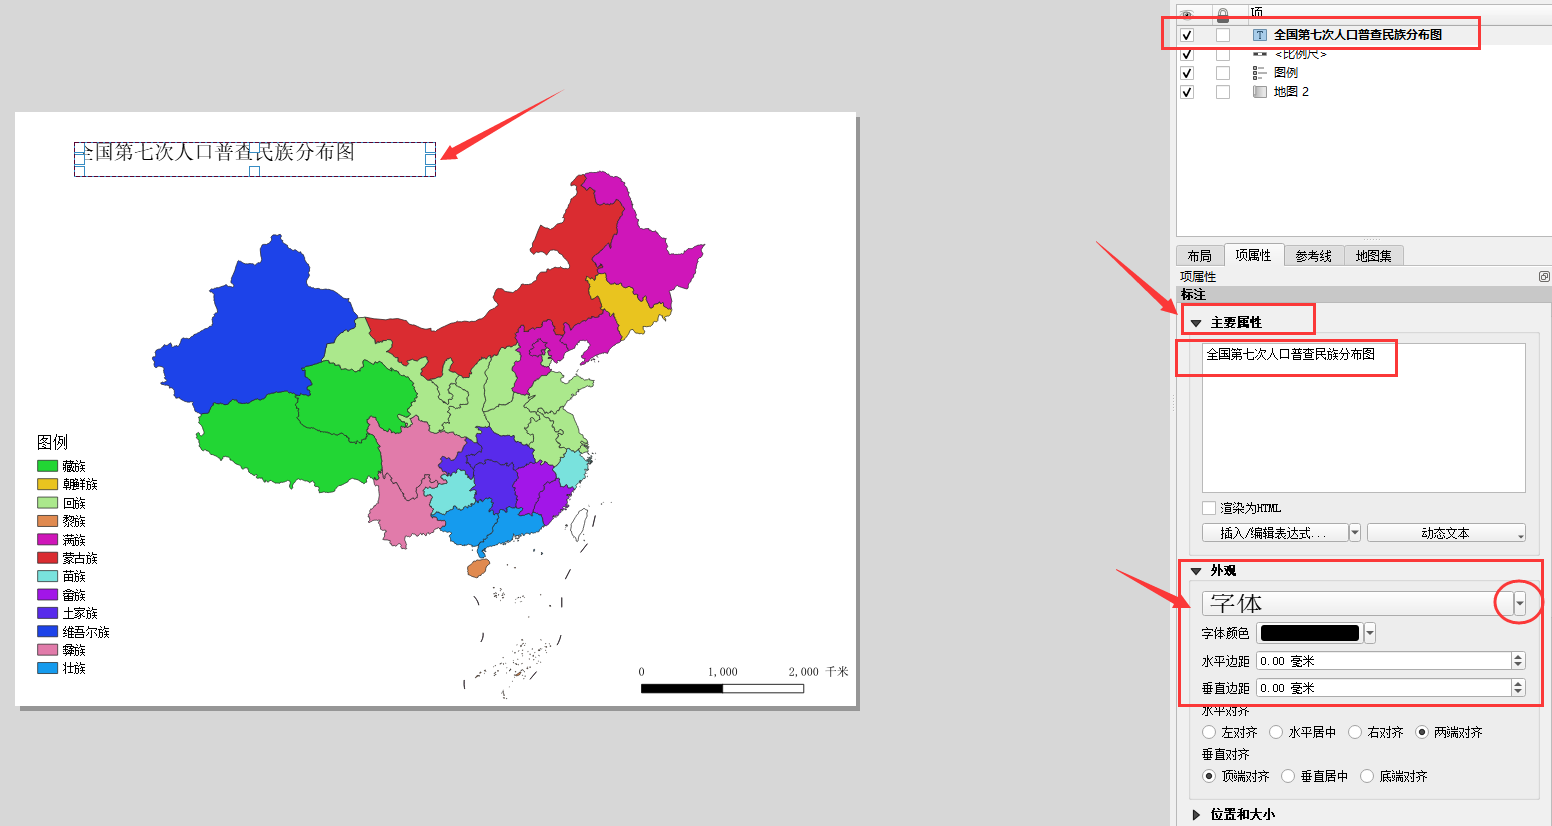 项
全国第七次人口普查民族分布图
<比例尺>
图例
地图 2
全国第七次人口普查民族分布图
图例
藏族
朝鲜族
回族
黎族
满族
蒙古族
苗族
畲族
土家族
维吾尔族
彝族
壮族
0 1,000 2,000 千米
布局 项属性 参考线 地图集
项属性
标注
主要属性
全国第七次人口普查民族分布图
渲染为HTML
插入/编辑表达式... 动态文本
外观
字体
字体颜色
水平边距 0.00 毫米
垂直边距 0.00 毫米
水平对齐
左对齐 水平居中 右对齐 两端对齐
垂直对齐
顶端对齐 垂直居中 底端对齐
位置和大小